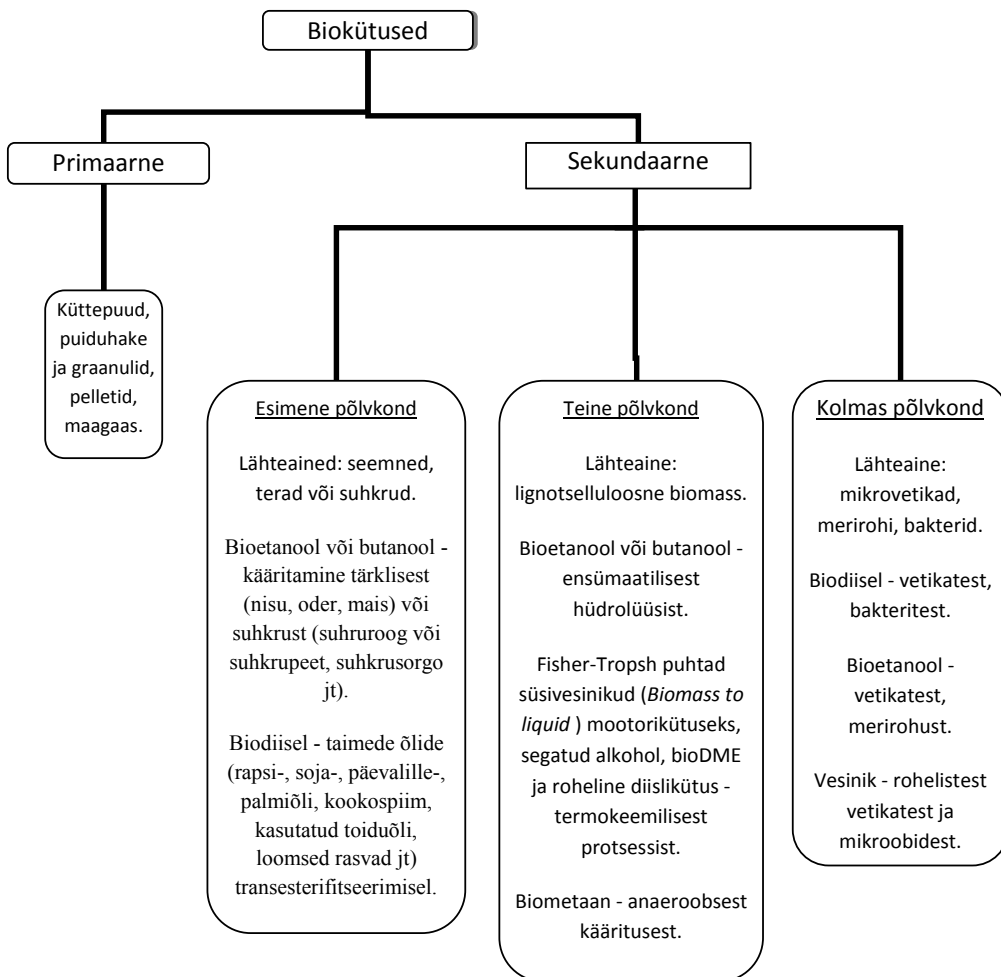 Biokütused
Primaarne
Sekundaarne
Küttepuud,
puiduhake
ja graanulid,
pelletid,
maagaas.
Esimene põlvkond
Lähteained: seemned,
terad või suhkrud.
Bioetanool või butanool -
kääritamine tärklisest
(nisu, oder, mais) või
suhkrust (suhruroog või
suhkrupeet, suhkrusorgo
jt).
Biodiisel - taimede õlide
(rapsi-, soja-, päevalille-,
palmiõli, kookospiim,
kasutatud toiduõli,
loomsed rasvad jt)
transesterifitseerimisel.
Teine põlvkond
Lähteaine:
lignotselluloosne biomass.
Bioetanool või butanool -
ensümaatilisest
hüdrolüüsist.
Fisher-Tropsh puhtad
süsivesinikud (Biomass to
liquid ) mootorikütuseks,
segatud alkohol, bioDME
ja roheline diislikütus -
termokeemilisest
protsessist.
Biometaan - anaeroobsest
kääritusest.
Kolmas põlvkond
Lähteaine:
mikrovetikad,
merirohi, bakterid.
Biodiisel - vetikatest,
bakteritest.
Bioetanool -
vetikatest,
merirohust.
Vesinik - rohelistest
vetikatest ja
mikroobidest.